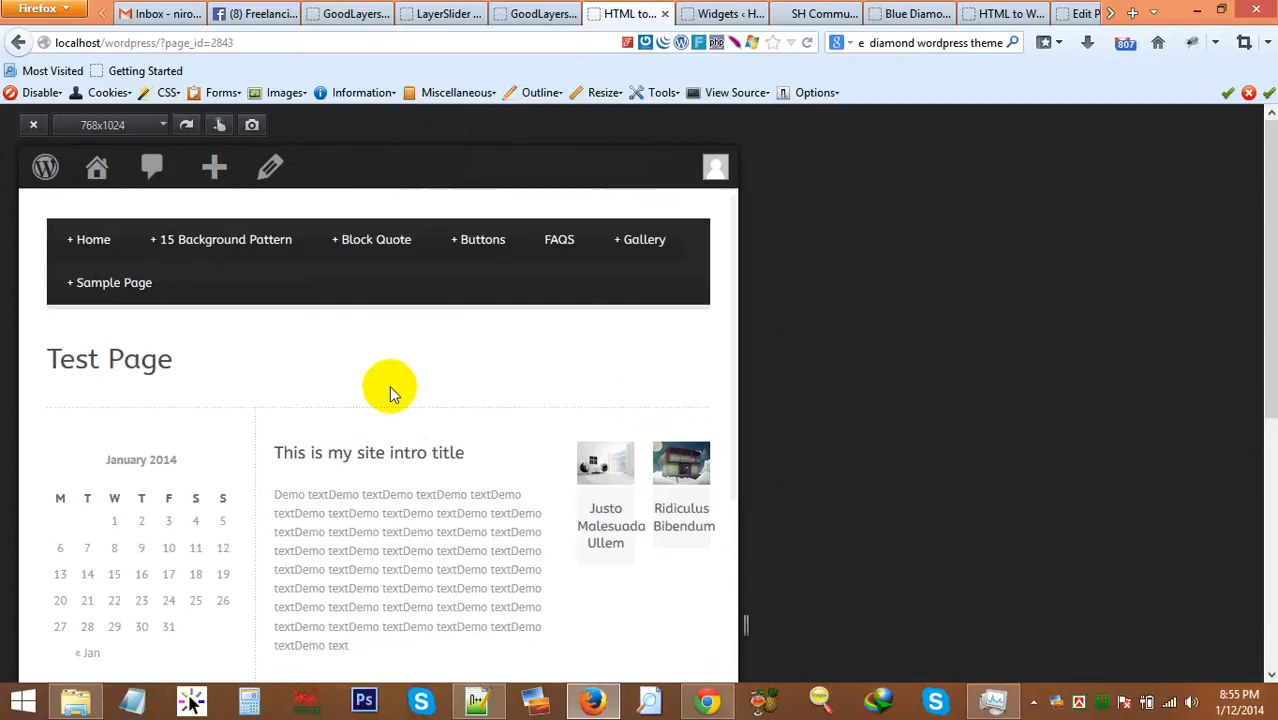 Firefox
Inbox - niro...
(8) Freelanci...
GoodLayers...
LayerSlider ...
GoodLayers...
HTML to...
Widgets ‹ H...
SH Commu...
Blue Diamo...
HTML to W...
Edit P
localhost/wordpress/?page_id=2843
e diamond wordpress theme
807
Most Visited
Getting Started
Disable
Cookies
CSS
Forms
Images
Information
Miscellaneous
Outline
Resize
Tools
View Source
Options
768x1024
+ Home
+ 15 Background Pattern
+ Block Quote
+ Buttons
FAQS
+ Gallery
+ Sample Page
Test Page
January 2014
M T W T F S S
1 2 3 4 5
6 7 8 9 10 11 12
13 14 15 16 17 18 19
20 21 22 23 24 25 26
27 28 29 30 31
« Jan
This is my site intro title
Demo textDemo textDemo textDemo textDemo
textDemo textDemo textDemo textDemo textDemo
textDemo textDemo textDemo textDemo textDemo
textDemo textDemo textDemo textDemo textDemo
textDemo textDemo textDemo textDemo textDemo
textDemo textDemo textDemo textDemo textDemo
textDemo textDemo textDemo textDemo textDemo
textDemo textDemo textDemo textDemo textDemo
textDemo text
Justo
Malesuada
Ullem
Ridiculus
Bibendum
8:55 PM
1/12/2014